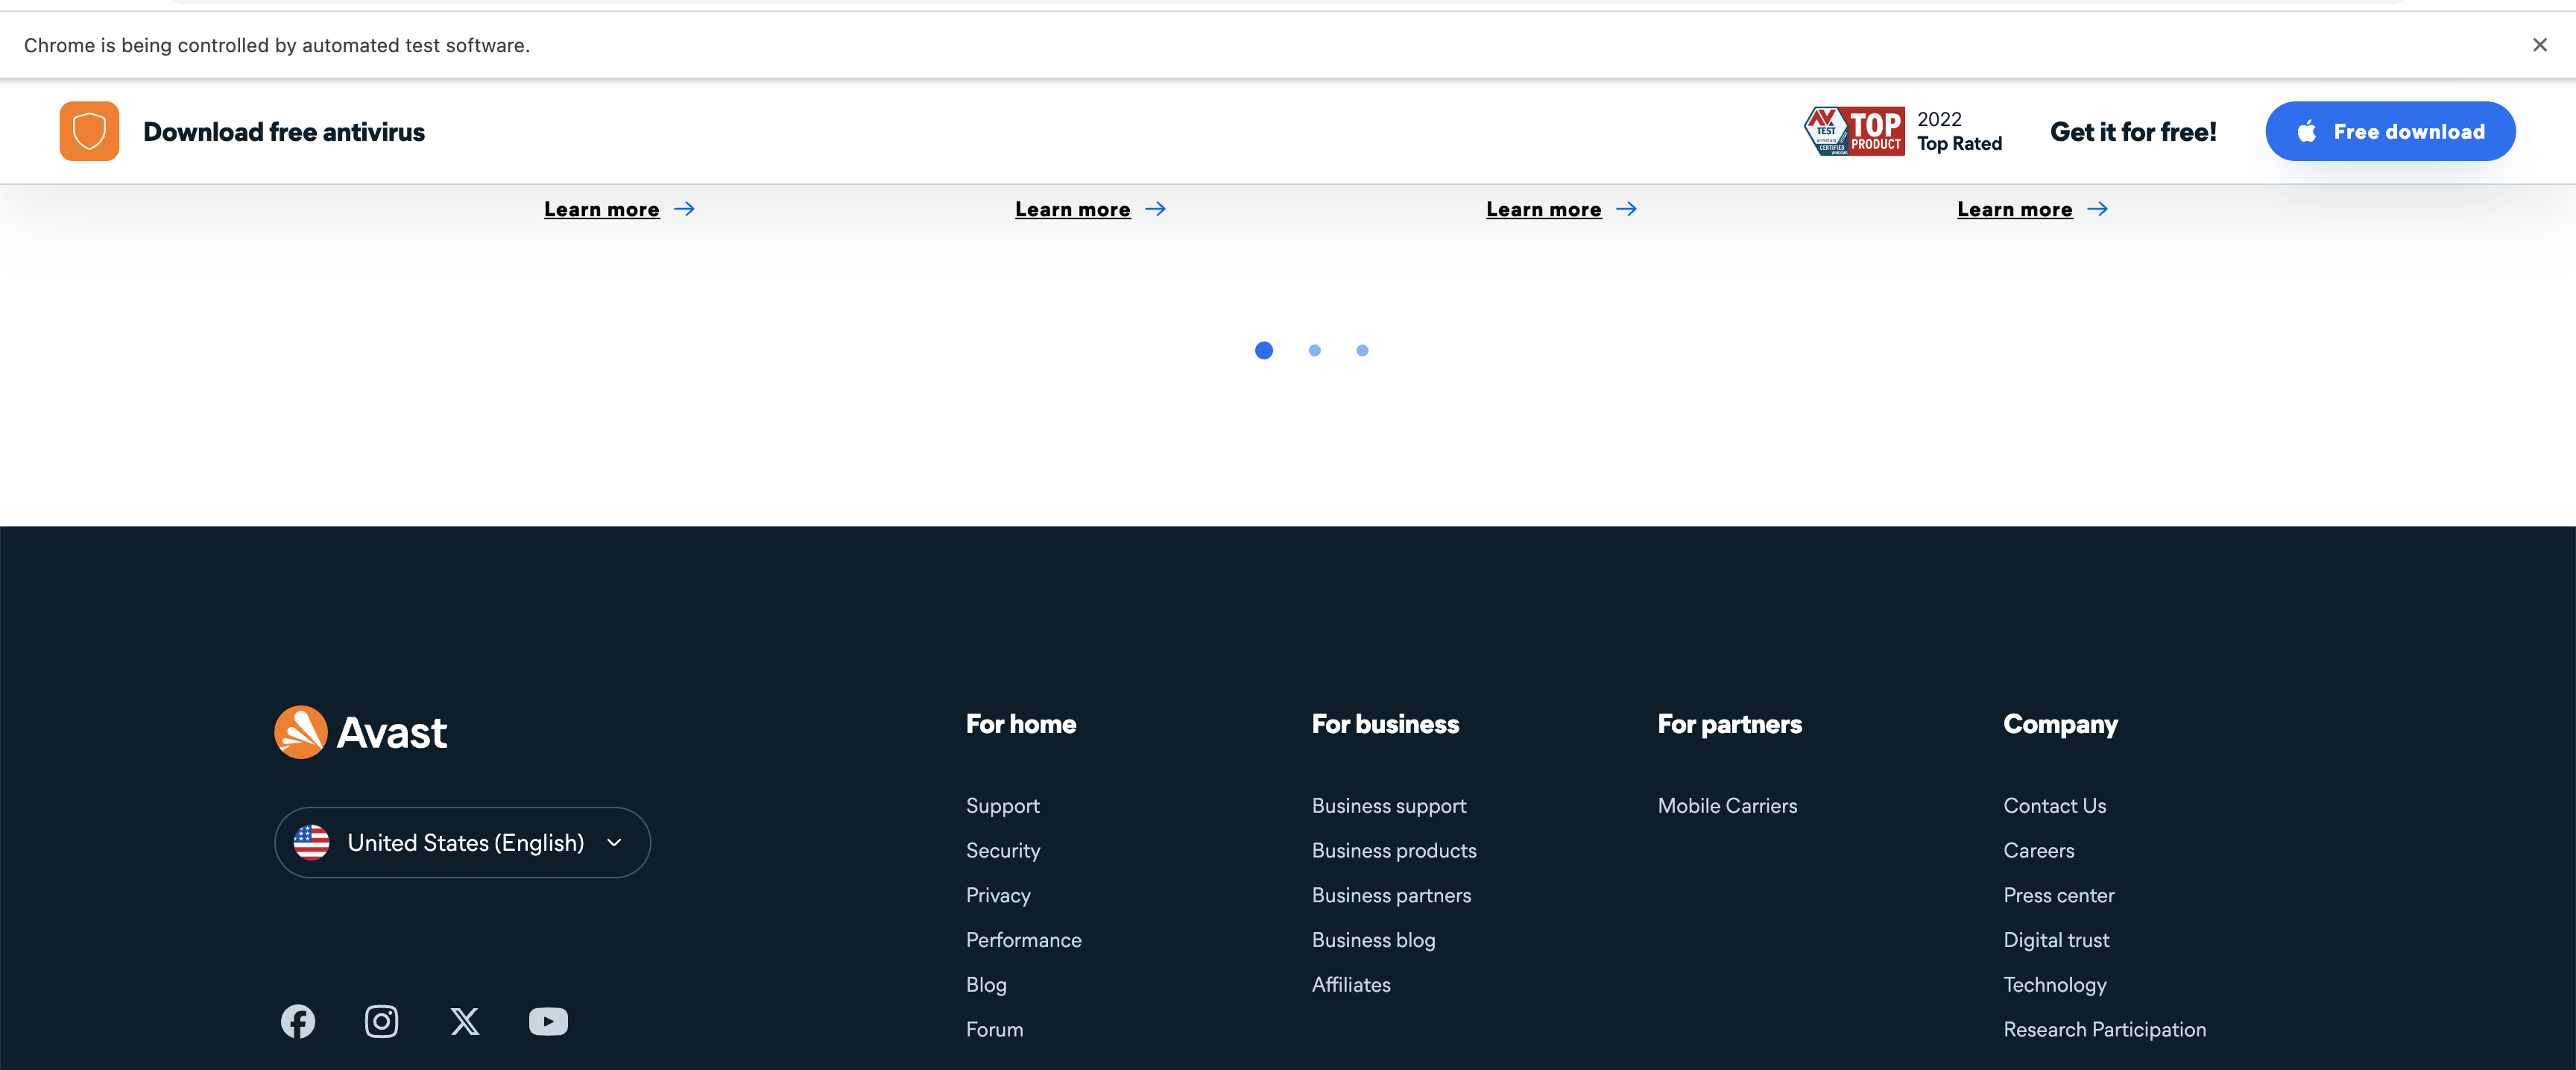 Chrome is being controlled by automated test software.
Download free antivirus
AV TEST
TOP PRODUCT
2022
Top Rated
Get it for free!
Free download
Learn more
Learn more
Learn more
Learn more
Avast
United States (English)
For home
Support
Security
Privacy
Performance
Blog
Forum
For business
Business support
Business products
Business partners
Business blog
Affiliates
For partners
Mobile Carriers
Company
Contact Us
Careers
Press center
Digital trust
Technology
Research Participation